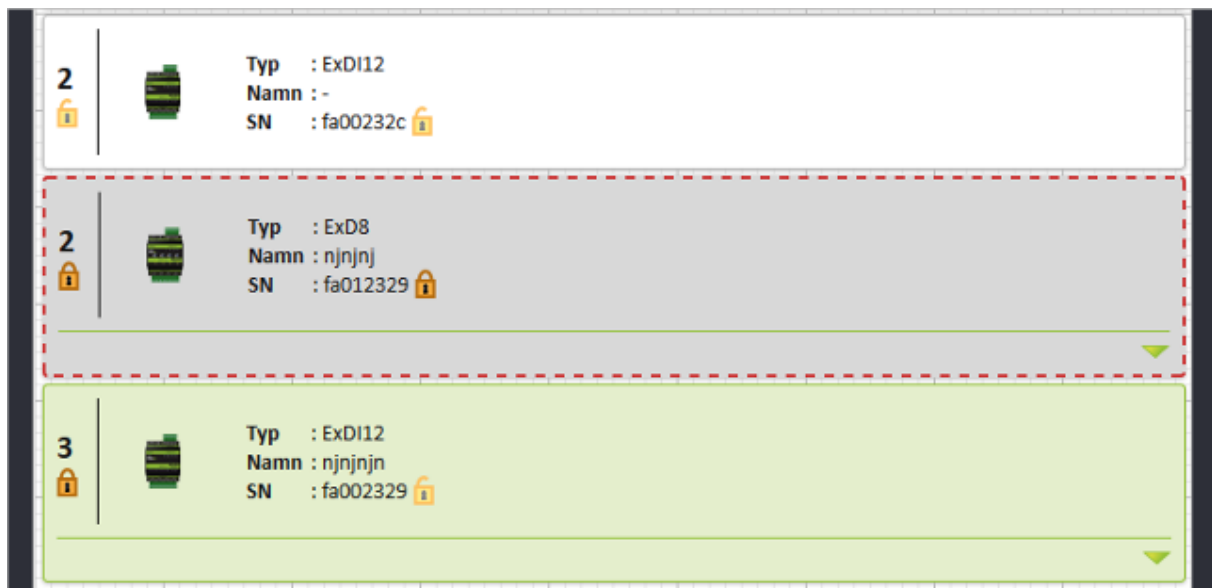 2
Typ : ExDI12
Namn : -
SN : fa00232c
2
Typ : ExD8
Namn : njnjnj
SN : fa012329
3
Typ : ExDI12
Namn : njnjnjn
SN : fa002329